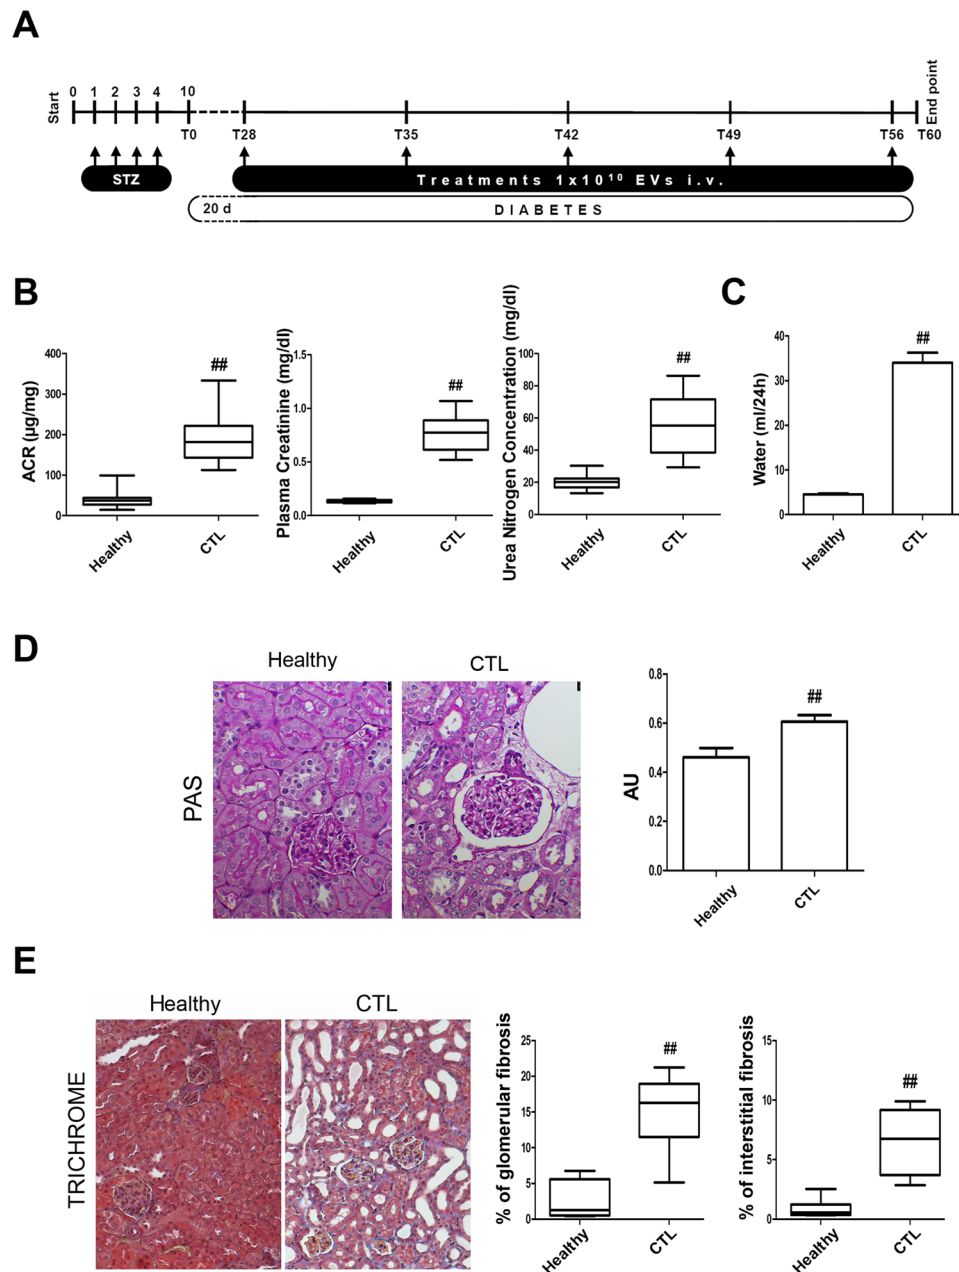 A
Start
0 1 2 3 4 10
End point
T0 T28 T35 T42 T49 T56 T60
STZ
Treatments 1x10¹⁰ EVs i.v.
20 d
DIABETES
B
ACR (µg/mg)
400
300
200
100
0
##
Healthy
CTL
Plasma Creatinine (mg/dl)
1.5
1.0
0.5
0.0
##
Healthy
CTL
Urea Nitrogen Concentration (mg/dl)
100
80
60
40
20
0
##
Healthy
CTL
C
Water (ml/24h)
40
30
20
10
0
##
Healthy
CTL
D
Healthy
CTL
PAS
AU
0.8
0.6
0.4
0.2
0.0
##
Healthy
CTL
E
Healthy
CTL
TRICHROME
% of glomerular fibrosis
25
20
15
10
5
0
##
Healthy
CTL
% of interstitial fibrosis
15
10
5
0
##
Healthy
CTL